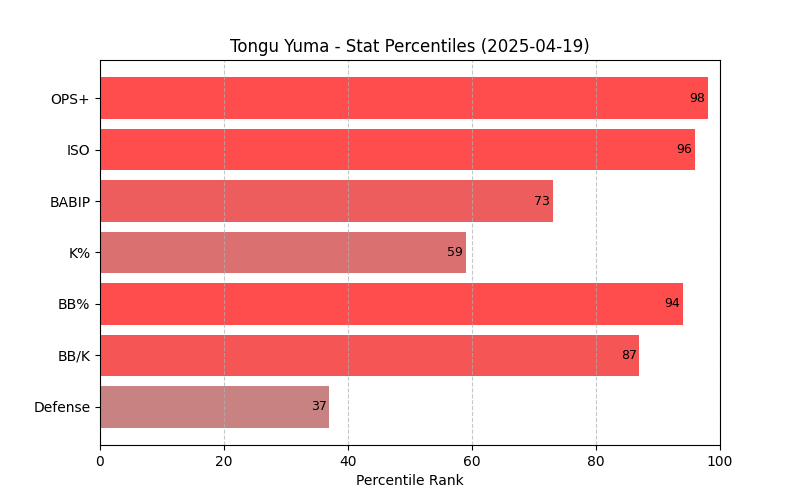 Tongu Yuma - Stat Percentiles (2025-04-19)
OPS+ 98
ISO 96
BABIP 73
K% 59
BB% 94
BB/K 87
Defense 37
0 20 40 60 80 100
Percentile Rank